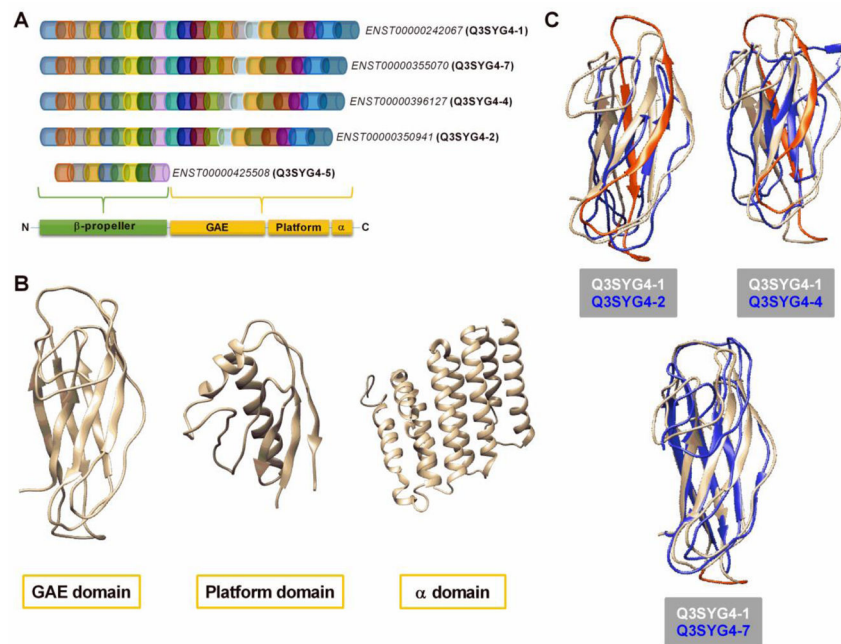 A
ENST00000242067 (Q3SYG4-1)
ENST00000355070 (Q3SYG4-7)
ENST00000396127 (Q3SYG4-4)
ENST00000350941 (Q3SYG4-2)
ENST00000425508 (Q3SYG4-5)
N β-propeller GAE Platform α C
B
GAE domain
Platform domain
α domain
C
Q3SYG4-1
Q3SYG4-2
Q3SYG4-1
Q3SYG4-4
Q3SYG4-1
Q3SYG4-7